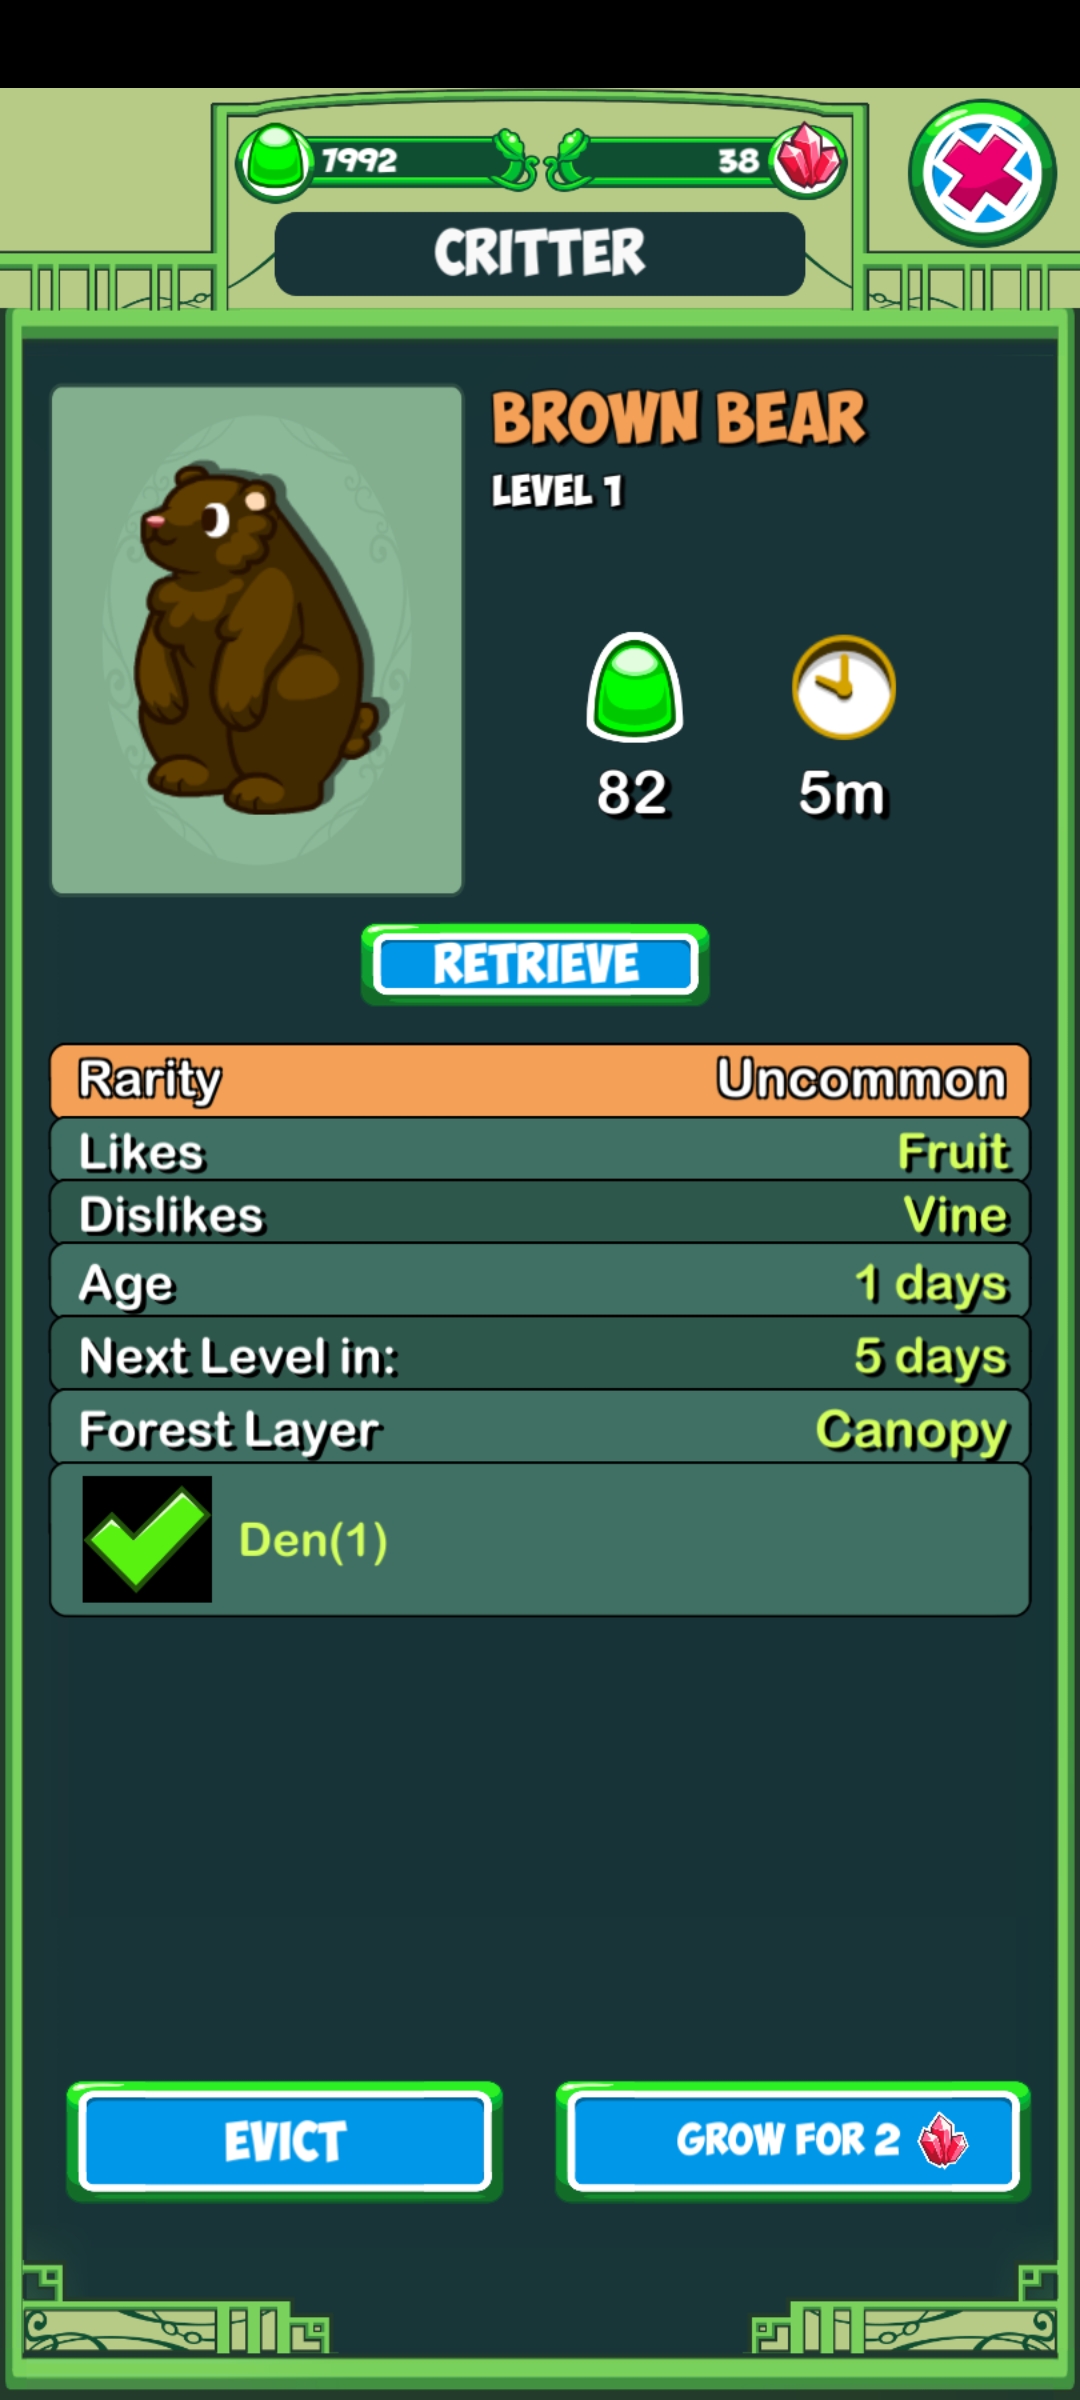 7992 38
CRITTER
BROWN BEAR
LEVEL 1
82 5m
RETRIEVE
Rarity Uncommon
Likes Fruit
Dislikes Vine
Age 1 days
Next Level in: 5 days
Forest Layer Canopy
Den(1)
EVICT GROW FOR 2